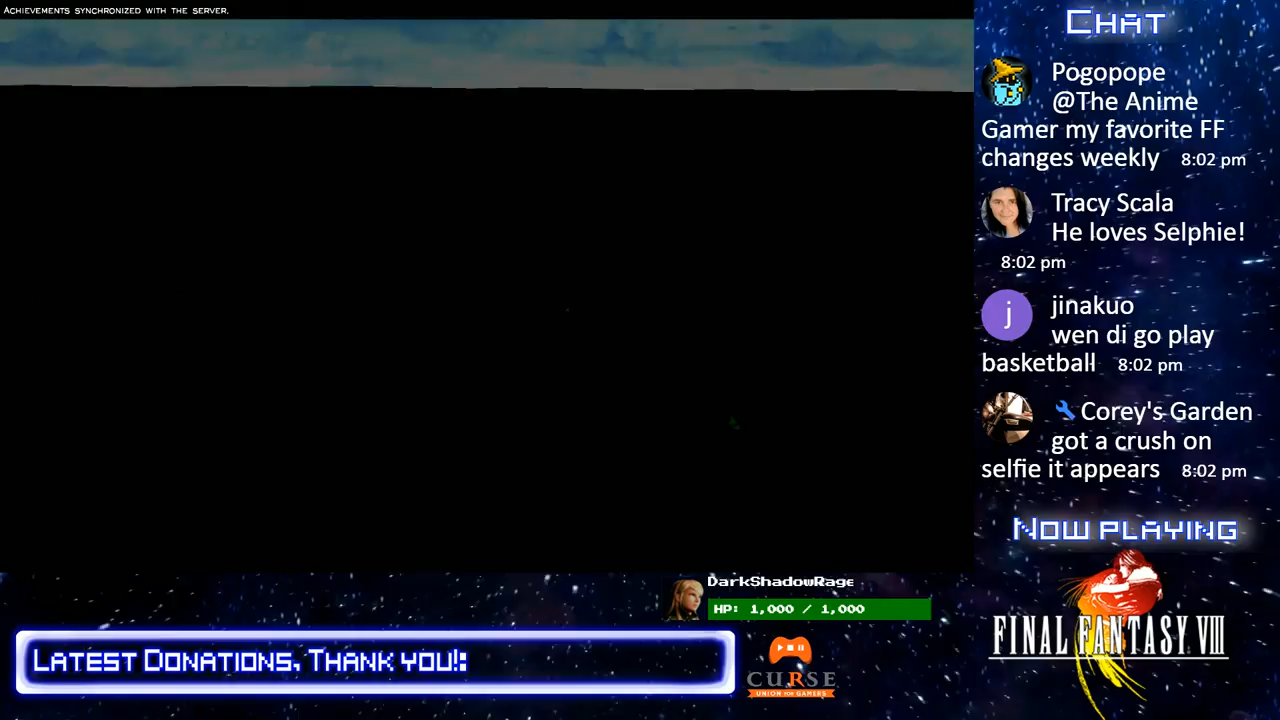 Achievements synchronized with the server.
Chat
Pogopope
@The Anime
Gamer my favorite FF
changes weekly 8:02 pm
Tracy Scala
He loves Selphie!
8:02 pm
j
jinakuo
wen di go play
basketball 8:02 pm
Corey's Garden
got a crush on
selfie it appears 8:02 pm
Now playing
FINAL FANTASY VIII
DarkShadowRage
HP: 1,000 / 1,000
Latest Donations, Thank you!:
CURSE
UNION FOR GAMERS